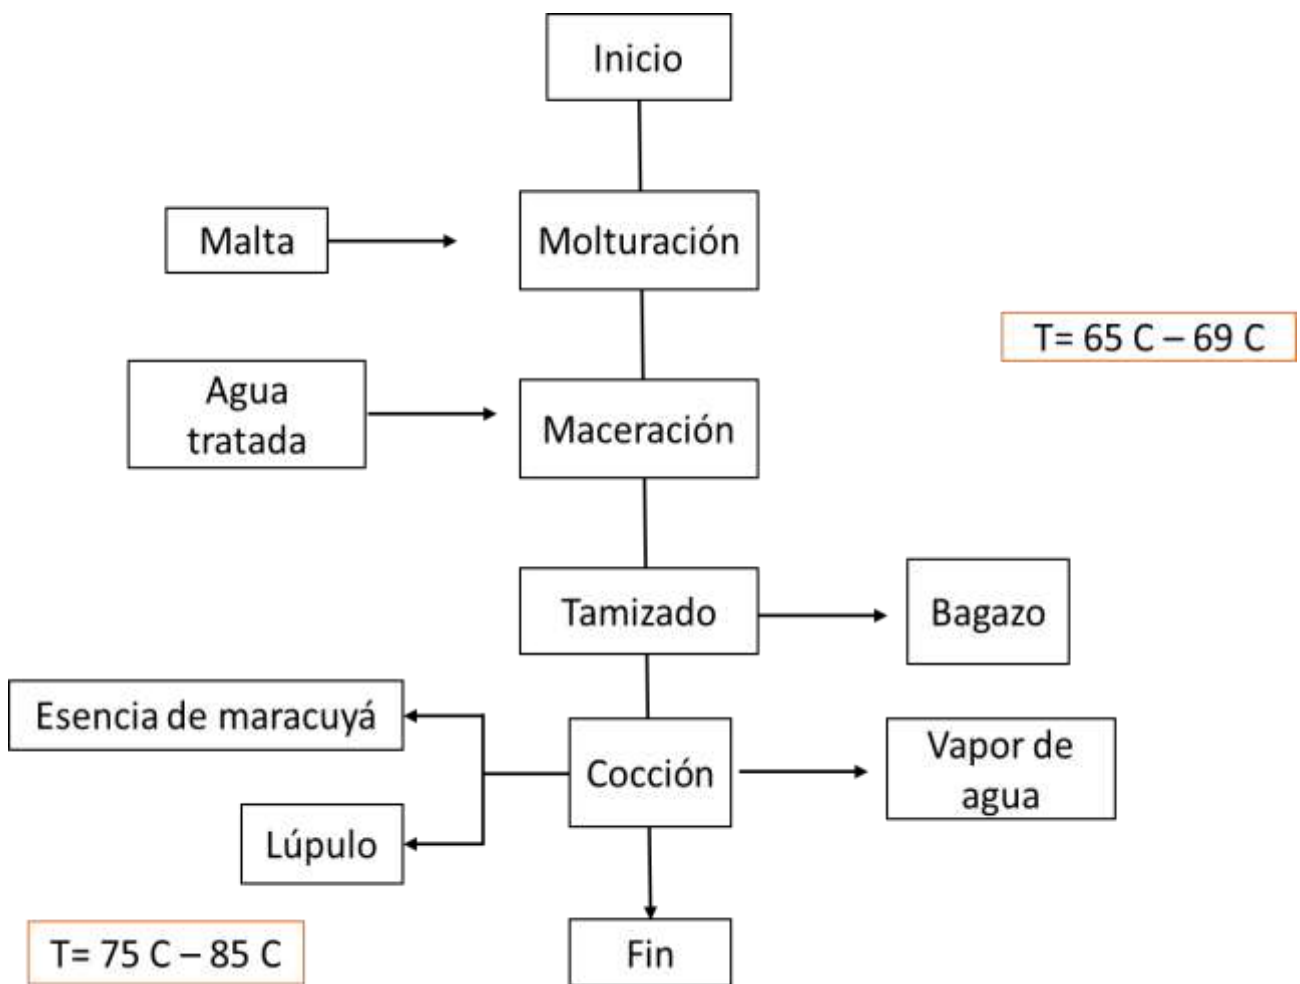 Inicio
Malta
Molturación
T= 65 C – 69 C
Agua
tratada
Maceración
Tamizado
Bagazo
Esencia de maracuyá
Cocción
Vapor de
agua
Lúpulo
T= 75 C – 85 C
Fin